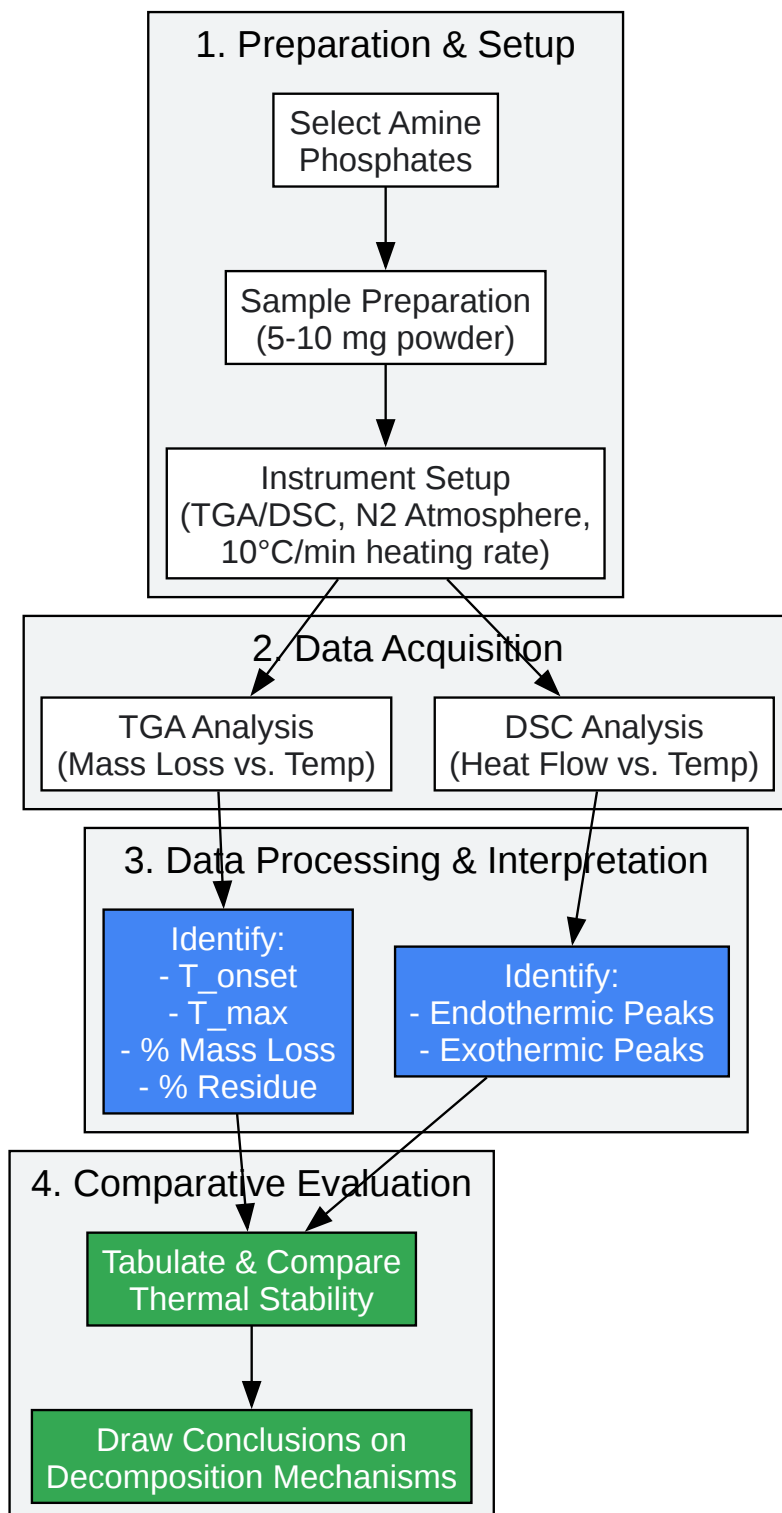 1. Preparation & Setup
Select Amine
Phosphates
Sample Preparation
(5-10 mg powder)
Instrument Setup
(TGA/DSC, N2 Atmosphere,
10°C/min heating rate)
2. Data Acquisition
TGA Analysis
(Mass Loss vs. Temp)
DSC Analysis
(Heat Flow vs. Temp)
3. Data Processing & Interpretation
Identify:
- T_onset
- T_max
- % Mass Loss
- % Residue
Identify:
- Endothermic Peaks
- Exothermic Peaks
4. Comparative Evaluation
Tabulate & Compare
Thermal Stability
Draw Conclusions on
Decomposition Mechanisms